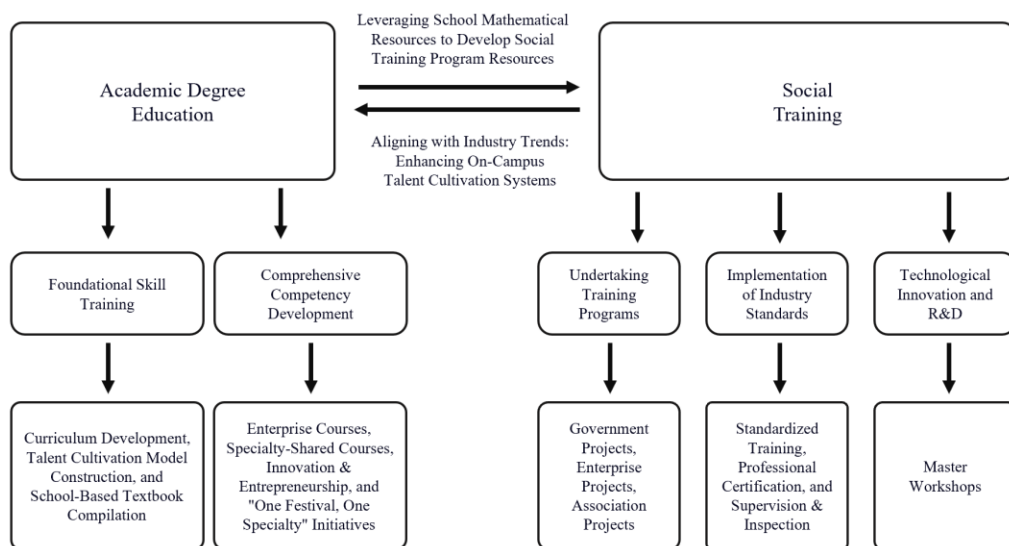 Leveraging School Mathematical
Resources to Develop Social
Training Program Resources
Academic Degree
Education
Social
Training
Aligning with Industry Trends:
Enhancing On-Campus
Talent Cultivation Systems
Foundational Skill
Training
Comprehensive
Competency
Development
Undertaking
Training
Programs
Implementation
of Industry
Standards
Technological
Innovation and
R&D
Curriculum Development,
Talent Cultivation Model
Construction, and
School-Based Textbook
Compilation
Enterprise Courses,
Specialty-Shared Courses,
Innovation &
Entrepreneurship, and
"One Festival, One
Specialty" Initiatives
Government
Projects,
Enterprise
Projects,
Association
Projects
Standardized
Training,
Professional
Certification, and
Supervision &
Inspection
Master
Workshops